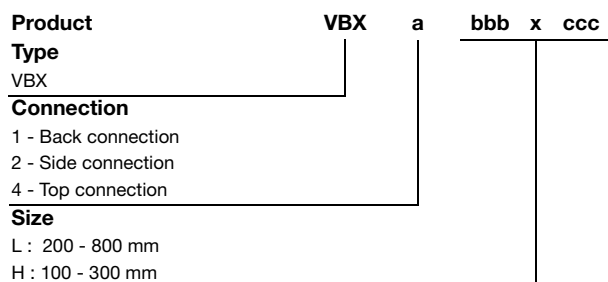 Product VBX a bbb x ccc
Type
VBX
Connection
1 - Back connection
2 - Side connection
4 - Top connection
Size
L : 200 - 800 mm
H : 100 - 300 mm